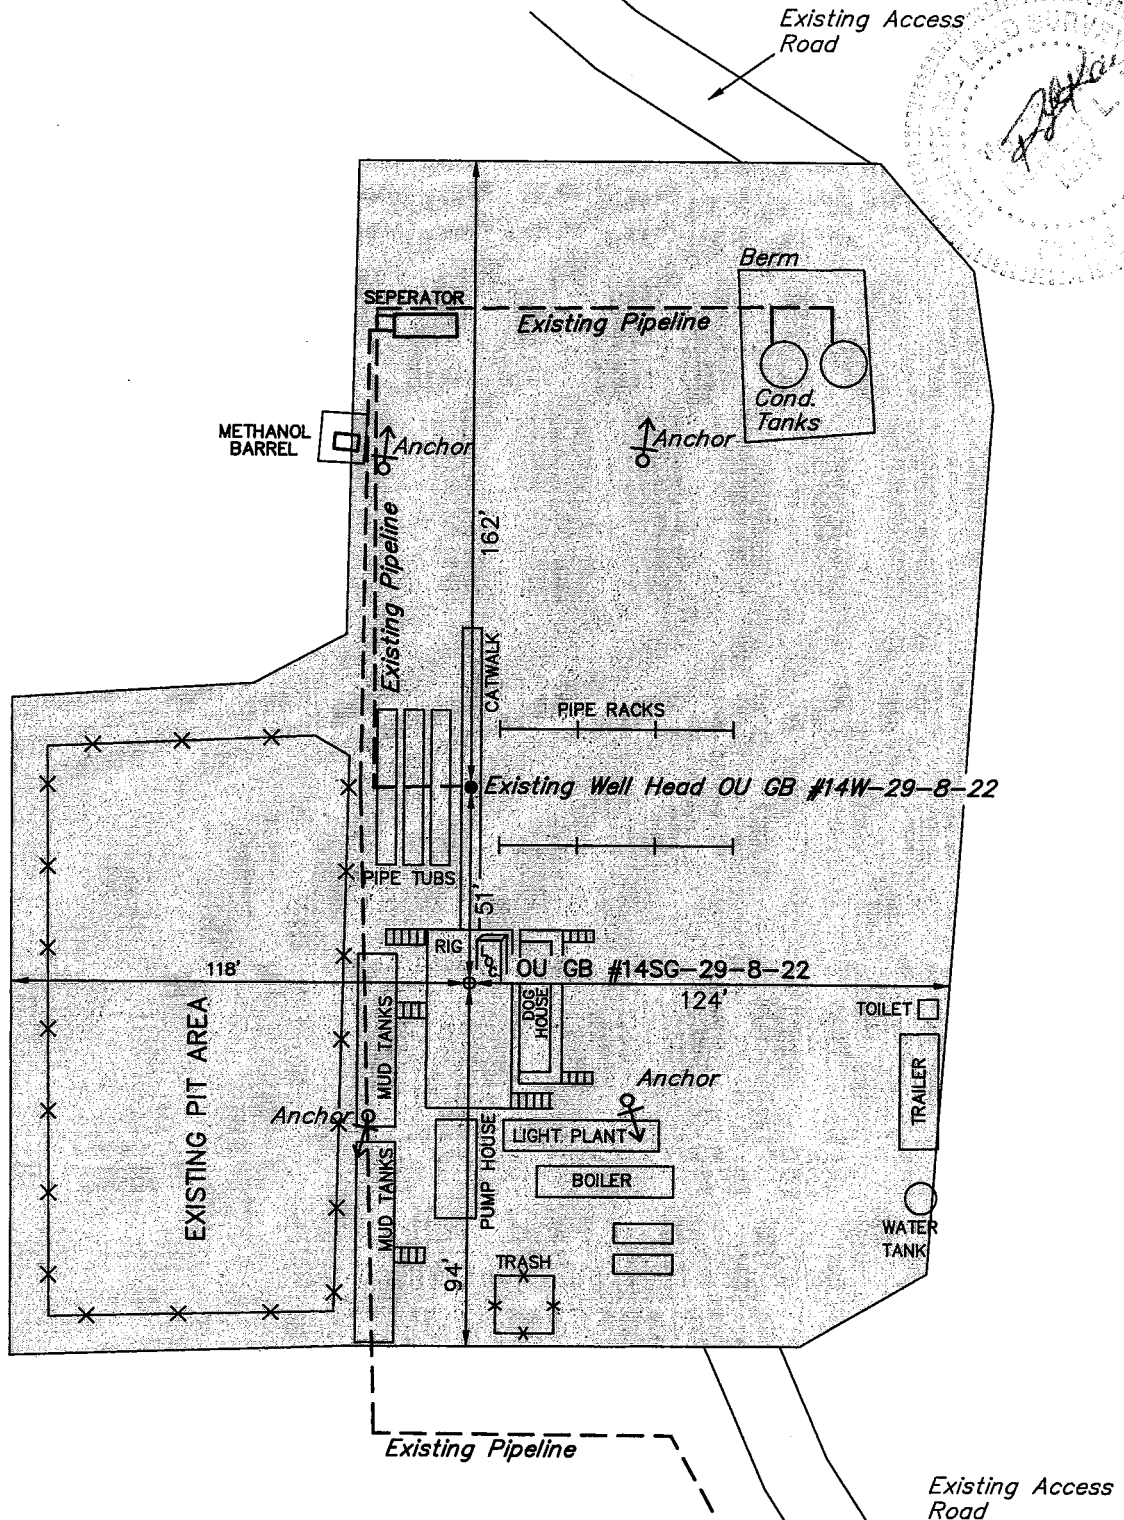 Existing Access
Road
LAND SURVEY
Berm
SEPERATOR
Existing Pipeline
Cond.
Tanks
METHANOL
BARREL
Anchor
Anchor
162'
Existing Pipeline
CATWALK
PIPE RACKS
Existing Well Head OU GB #14W-29-8-22
PIPE TUBS
51'
RIG
118'
OU GB #14SG-29-8-22
124'
DOG
HOUSE
TOILET
MUD TANKS
EXISTING PIT AREA
Anchor
Anchor
TRAILER
LIGHT PLANT
PUMP HOUSE
MUD TANKS
BOILER
WATER
TANK
TRASH
94'
Existing Pipeline
Existing Access
Road